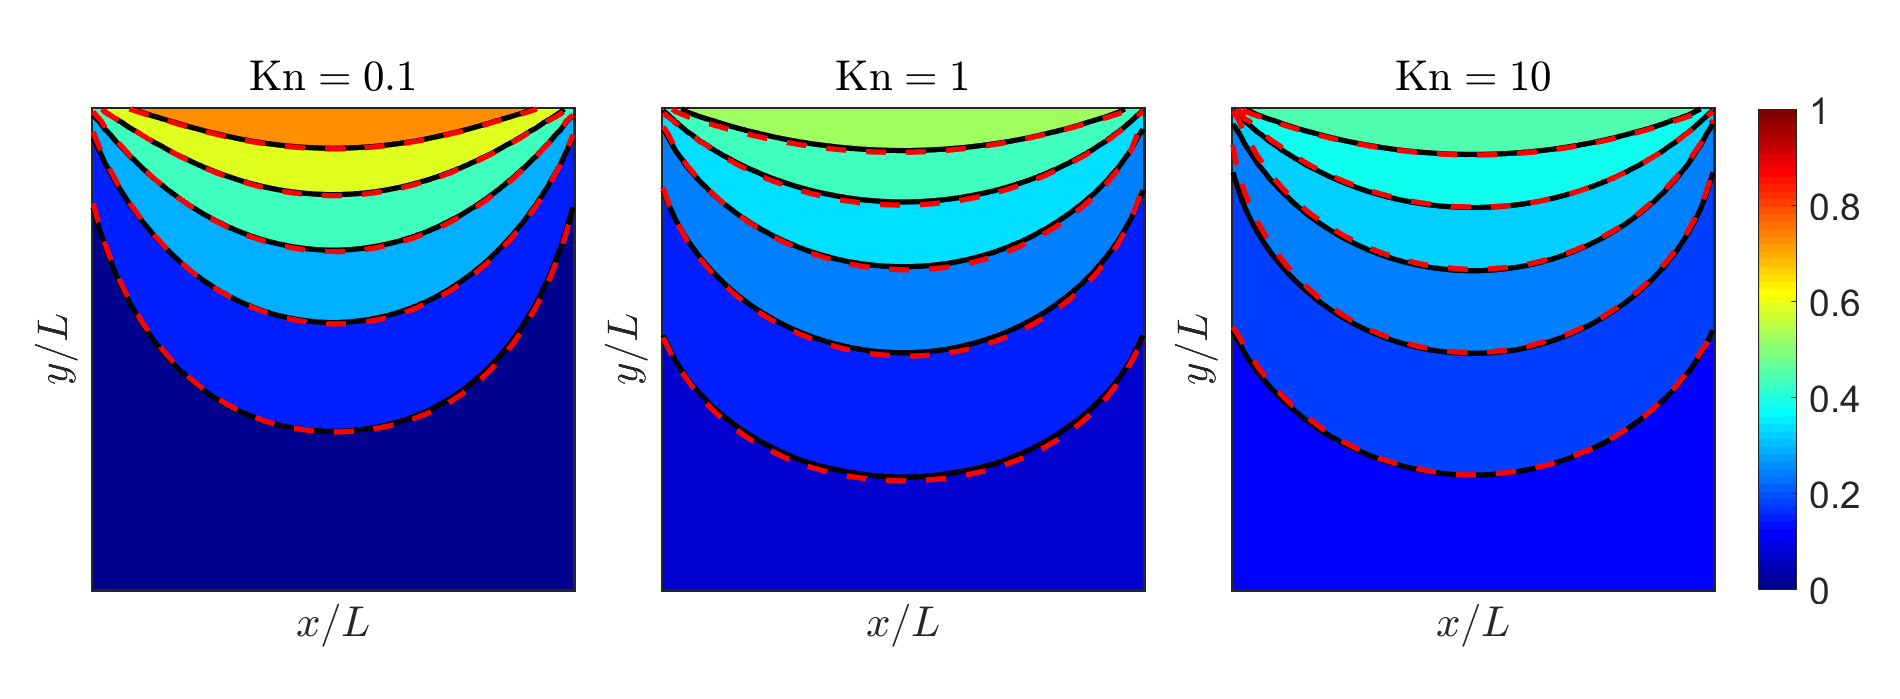 Kn = 0.1
Kn = 1
Kn = 10
y/L
y/L
y/L
1
0.8
0.6
0.4
0.2
0
x/L
x/L
x/L